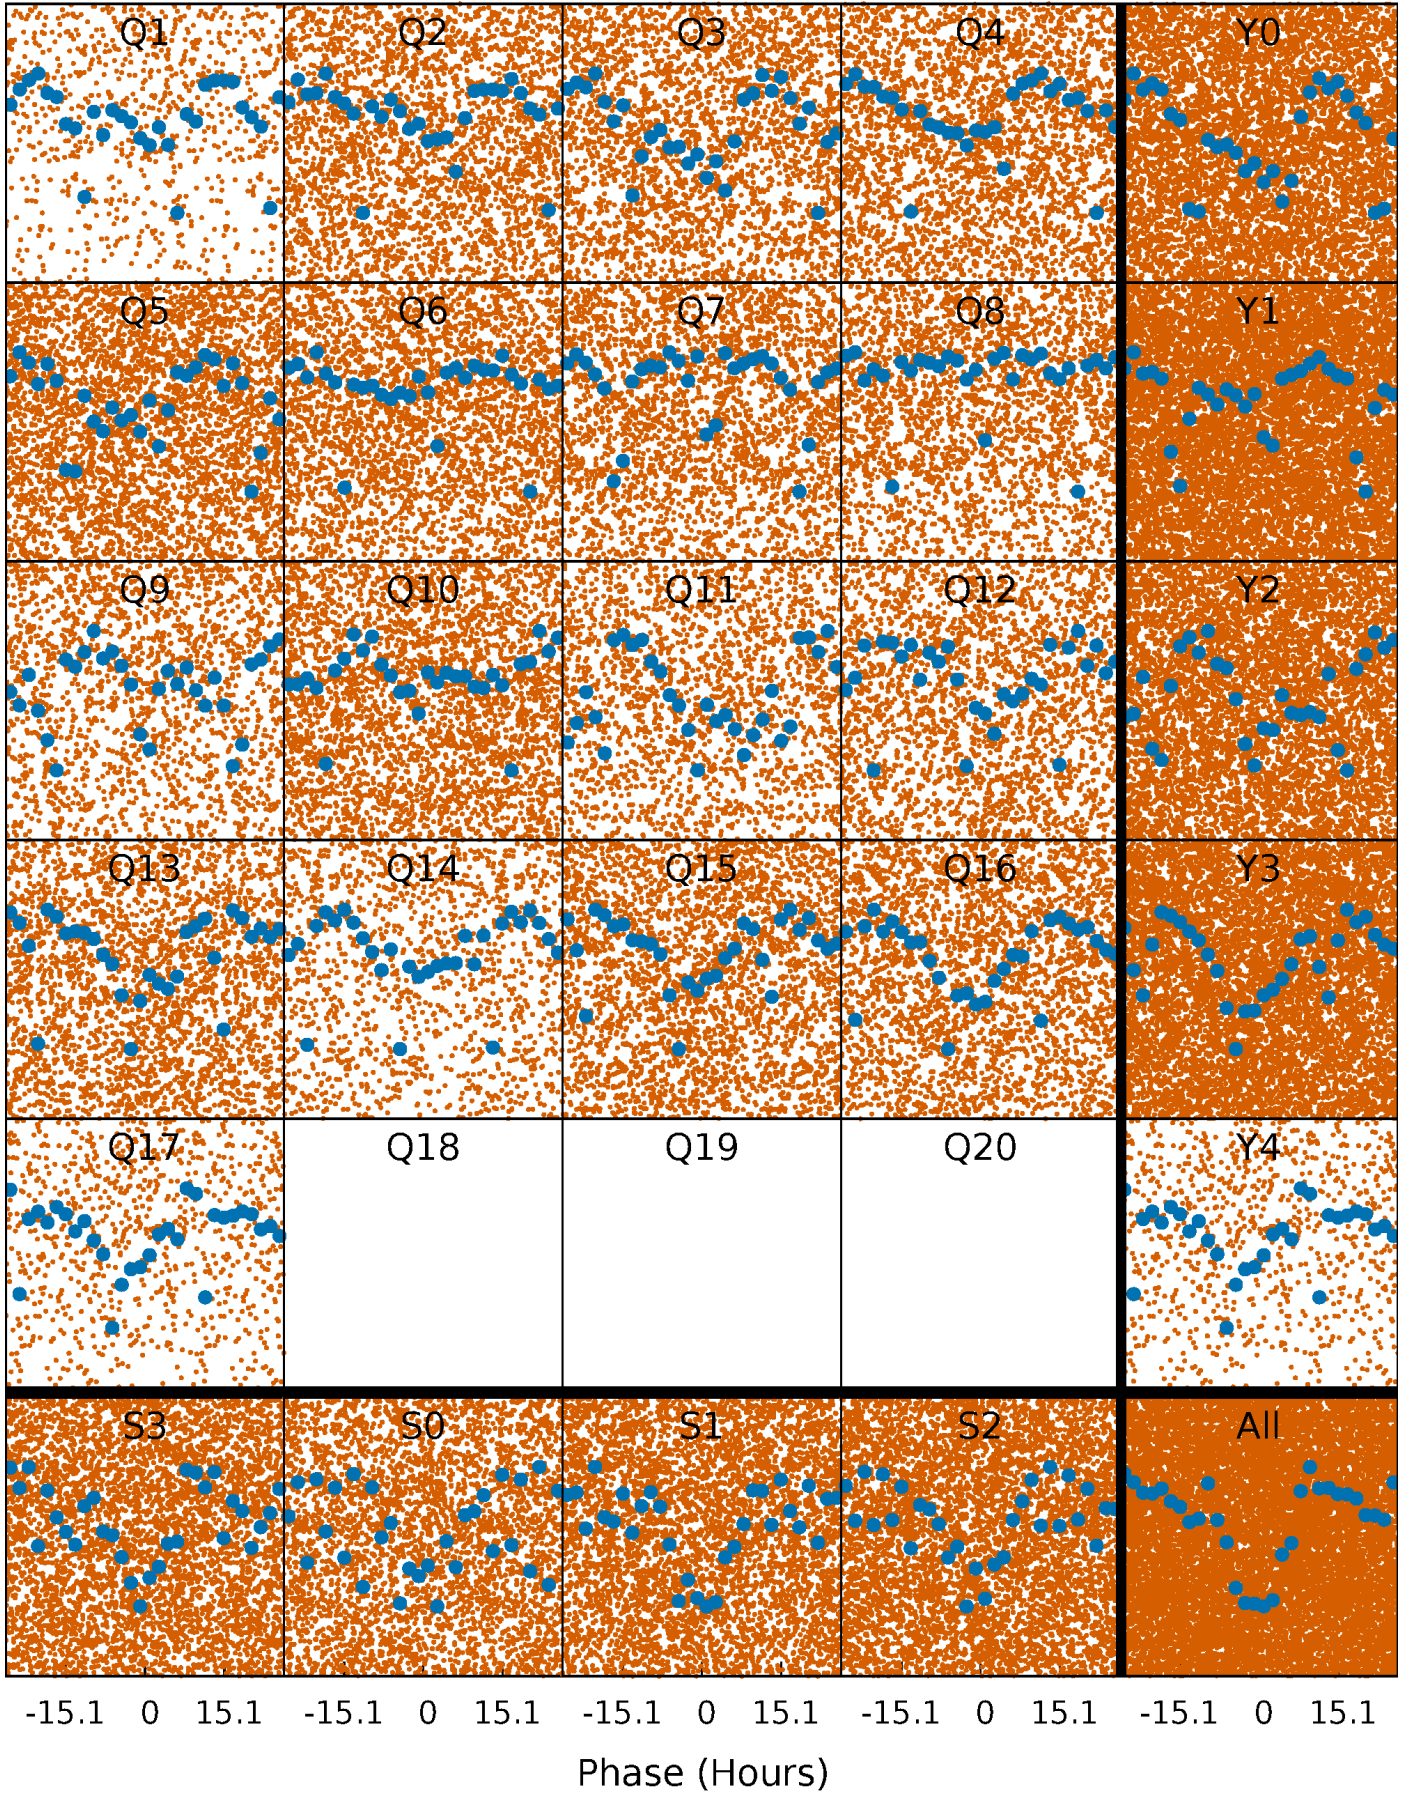 Q1 Q2 Q3 Q4 Y0
Q5 Q6 Q7 Q8 Y1
Q9 Q10 Q11 Q12 Y2
Q13 Q14 Q15 Q16 Y3
Q17 Q18 Q19 Q20 Y4
S3 S0 S1 S2 All
-15.1 0 15.1 -15.1 0 15.1 -15.1 0 15.1 -15.1 0 15.1 -15.1 0 15.1
Phase (Hours)